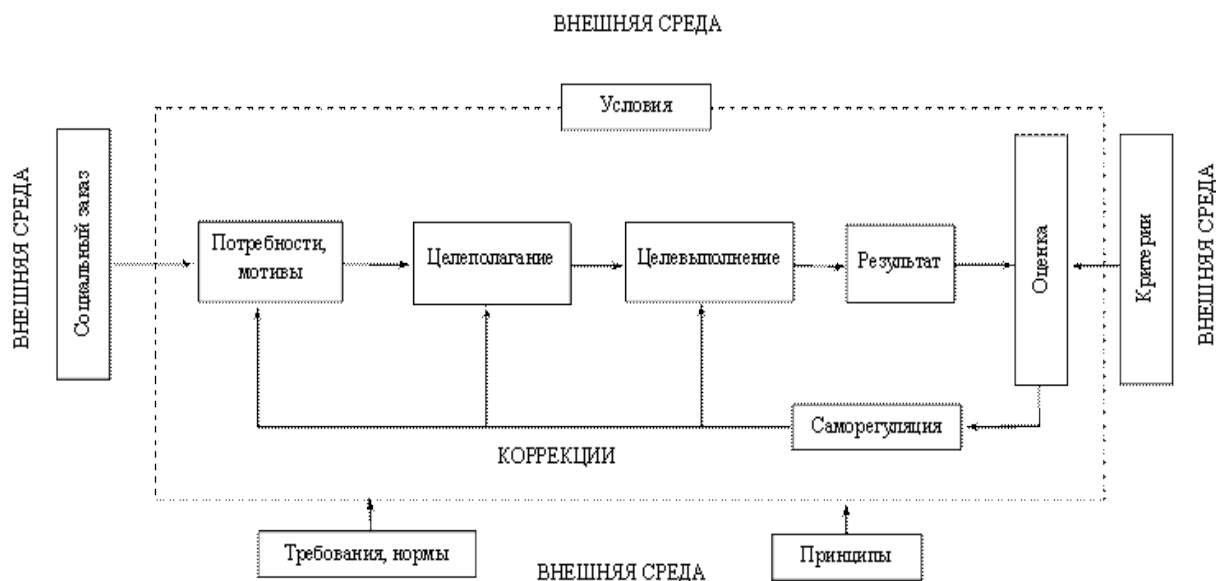 ВНЕШНЯЯ СРЕДА
Условия
ВНЕШНЯЯ СРЕДА
Социальный заказ
Потребности,
мотивы
Целеполагание
Целевыполнение
Результат
Оценка
Критерии
ВНЕШНЯЯ СРЕДА
Саморегуляция
КОРРЕКЦИИ
Требования, нормы
Принципы
ВНЕШНЯЯ СРЕДА